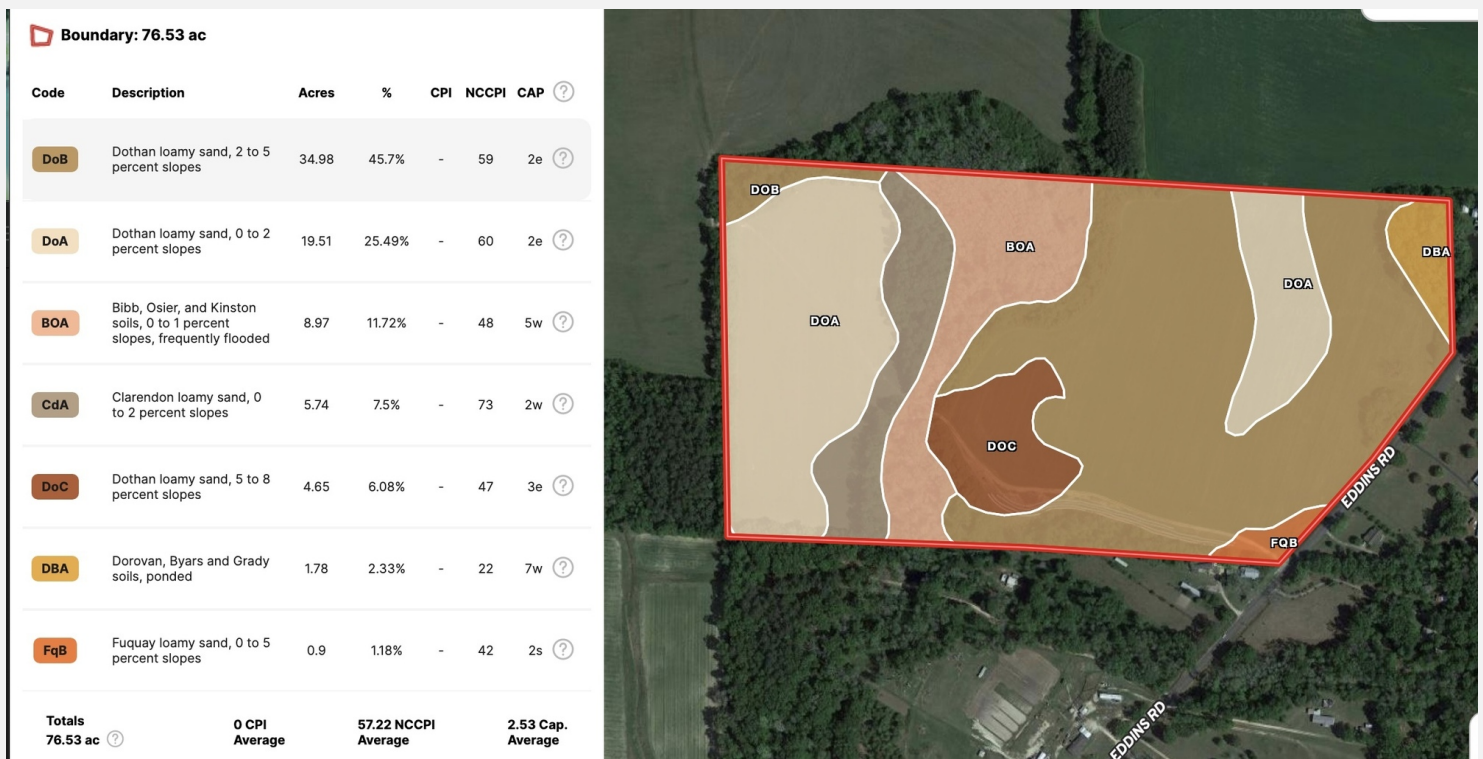 Boundary: 76.53 ac
Code Description Acres % CPI NCCPI CAP ?
DoB Dothan loamy sand, 2 to 5 percent slopes 34.98 45.7% - 59 2e ?
DoA Dothan loamy sand, 0 to 2 percent slopes 19.51 25.49% - 60 2e ?
BOA Bibb, Osier, and Kinston soils, 0 to 1 percent slopes, frequently flooded 8.97 11.72% - 48 5w ?
CdA Clarendon loamy sand, 0 to 2 percent slopes 5.74 7.5% - 73 2w ?
DoC Dothan loamy sand, 5 to 8 percent slopes 4.65 6.08% - 47 3e ?
DBA Dorovan, Byars and Grady soils, ponded 1.78 2.33% - 22 7w ?
FqB Fuquay loamy sand, 0 to 5 percent slopes 0.9 1.18% - 42 2s ?
Totals 0 CPI 57.22 NCCPI 2.53 Cap.
76.53 ac ? Average Average Average
DOB
BOA
DBA
DOA
DOA
DOC
EDDINS RD
FQB
EDDINS RD